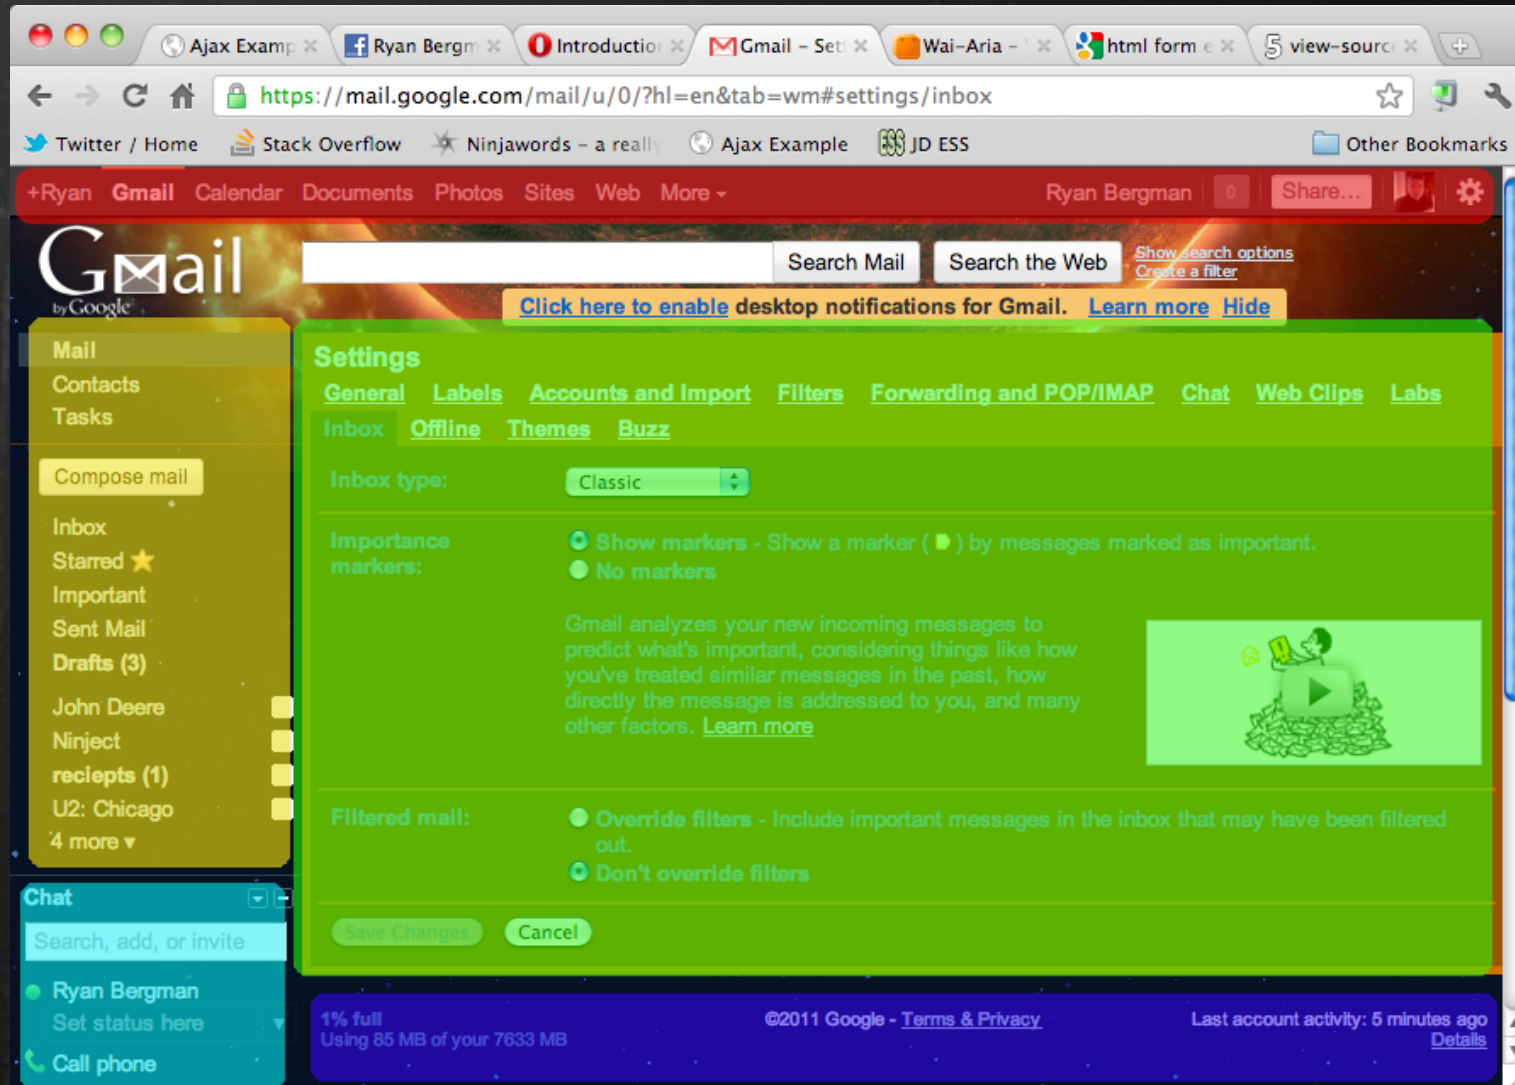 Ajax Examp Ryan Bergm Introduction Gmail - Sett Wai-Aria - html form e view-source
https://mail.google.com/mail/u/0/?hl=en&tab=wm#settings/inbox
Twitter / Home Stack Overflow Ninjawords - a really Ajax Example JD ESS Other Bookmarks
+Ryan Gmail Calendar Documents Photos Sites Web More Ryan Bergman 0 Share...
Gmail
by Google
Search Mail Search the Web Show search options
Create a filter
Click here to enable desktop notifications for Gmail. Learn more Hide
Mail
Contacts
Tasks
Compose mail
Inbox
Starred
Important
Sent Mail
Drafts (3)
John Deere
Ninject
reciepts (1)
U2: Chicago
4 more
Chat
Search, add, or invite
Ryan Bergman
Set status here
Call phone
Settings
General Labels Accounts and Import Filters Forwarding and POP/IMAP Chat Web Clips Labs
Inbox Offline Themes Buzz
Inbox type: Classic
Importance markers:
Show markers - Show a marker ( ) by messages marked as important.
No markers
Gmail analyzes your new incoming messages to
predict what's important, considering things like how
you've treated similar messages in the past, how
directly the message is addressed to you, and many
other factors. Learn more
Filtered mail: Override filters - Include important messages in the inbox that may have been filtered
out.
Don't override filters
Save Changes Cancel
1% full
Using 85 MB of your 7633 MB
©2011 Google - Terms & Privacy
Last account activity: 5 minutes ago
Details